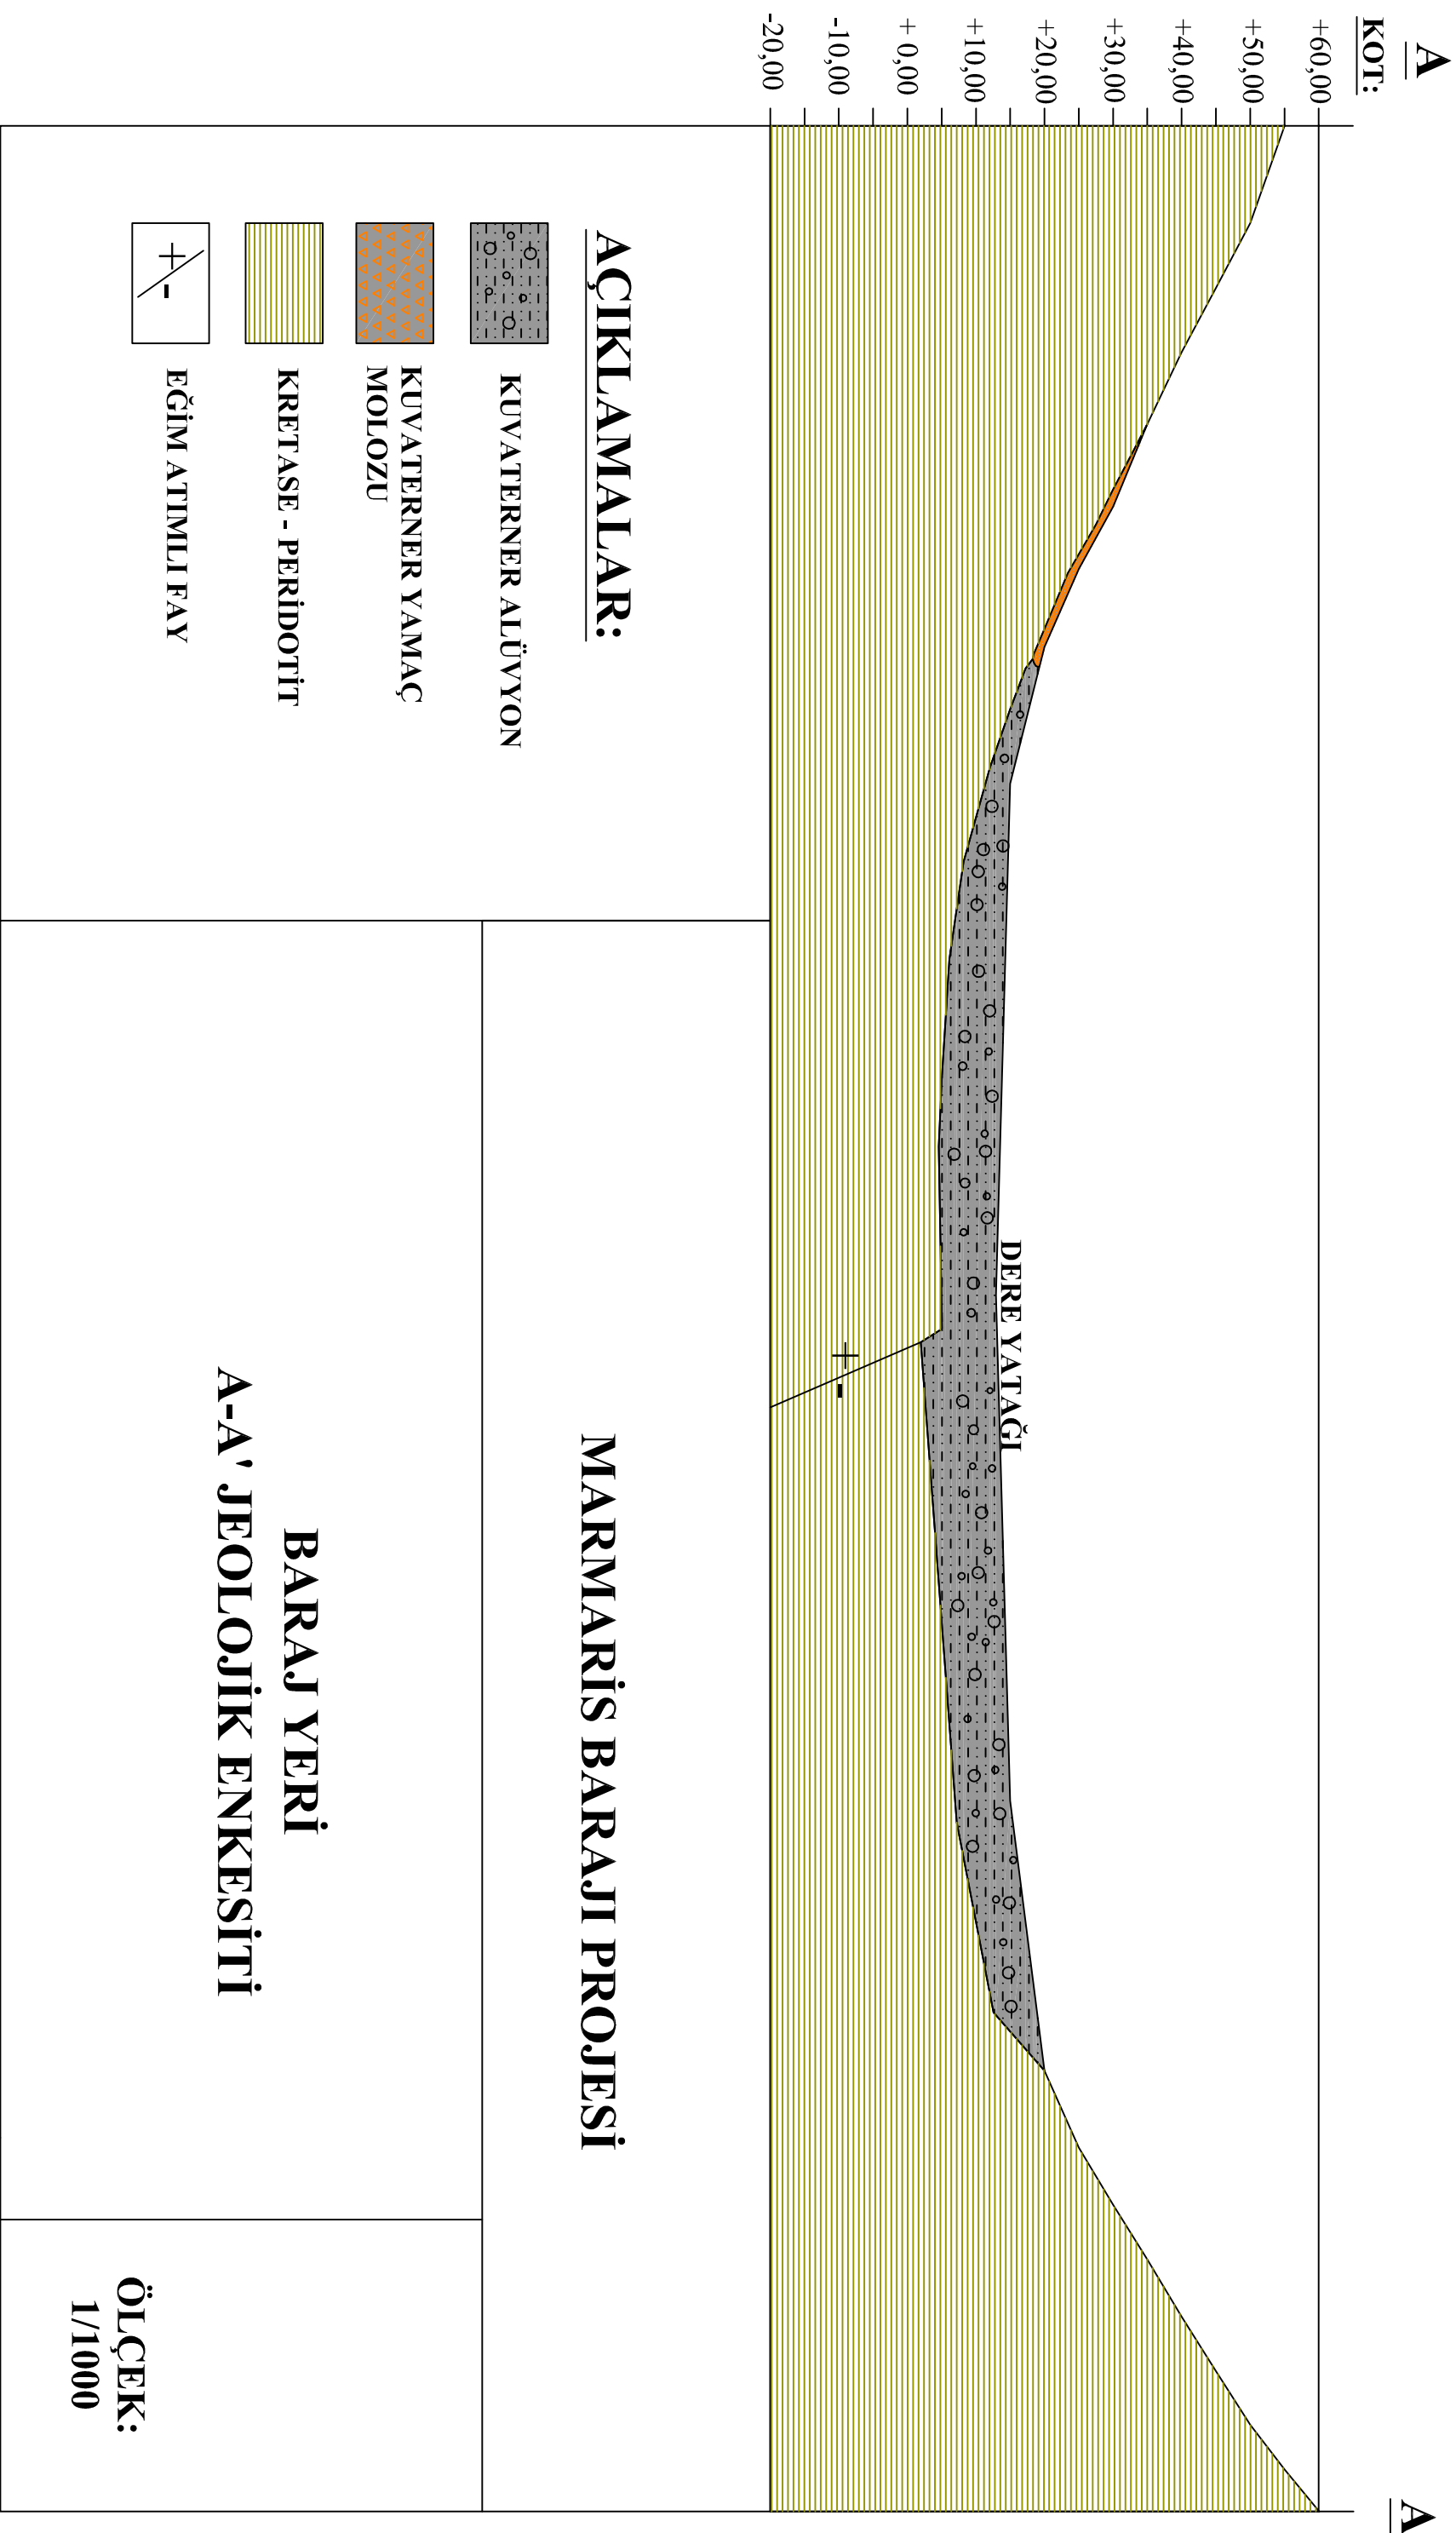 A
A
KOT:
+60,00
+50,00
+40,00
+30,00
+20,00
+10,00
+ 0,00
-10,00
-20,00
DERE YATAĞI
+
-
AÇIKLAMALAR:
KUVATERNER ALÜVYON
KUVATERNER YAMAÇ
MOLOZU
KRETASE - PERİDOTİT
+
-
EĞİM ATIMLI FAY
MARMARİS BARAJI PROJESİ
BARAJ YERİ
A-A' JEOLOJİK ENKESİTİ
ÖLÇEK:
1/1000